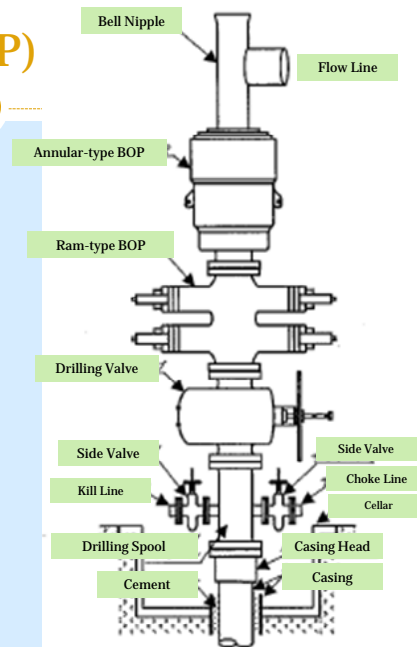 Bell Nipple
P)
Flow Line
)
Annular-type BOP
Ram-type BOP
Drilling Valve
Side Valve
Side Valve
Kill Line
Choke Line
Cellar
Drilling Spool
Casing Head
Cement
Casing